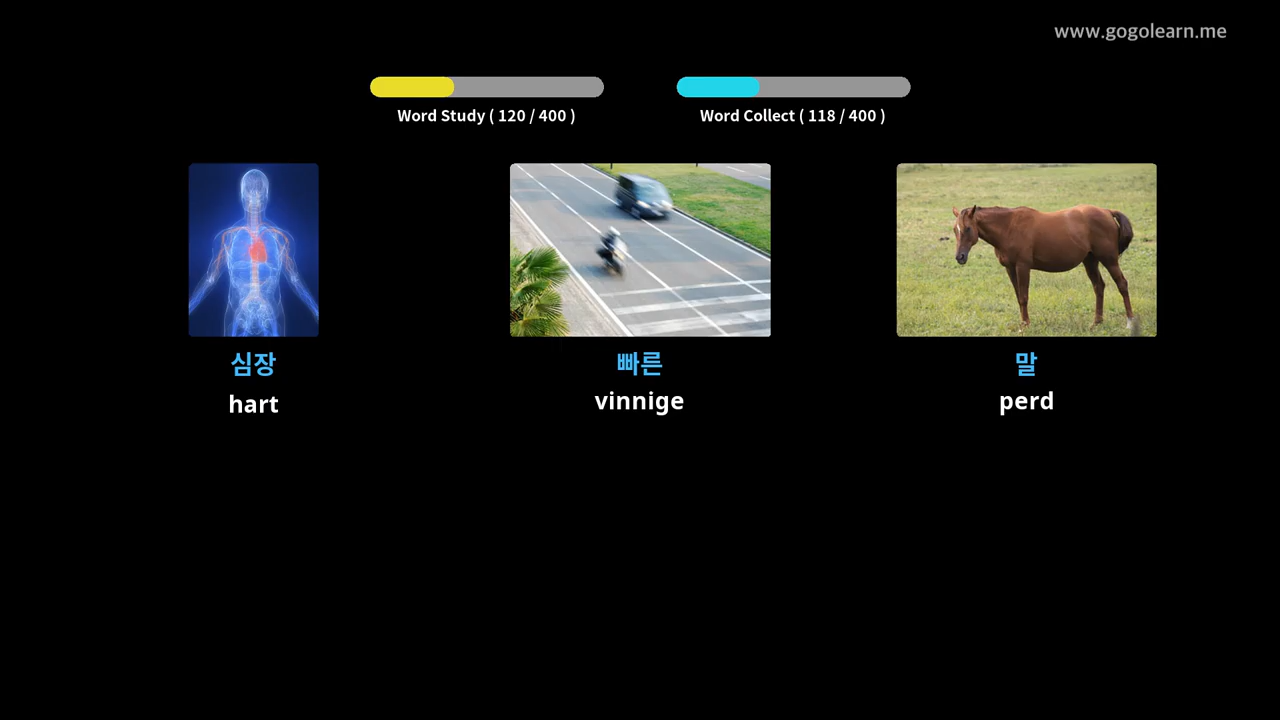 www.gogolearn.me
Word Study ( 120 / 400 )
Word Collect ( 118 / 400 )
심장
빠른
말
hart
vinnige
perd